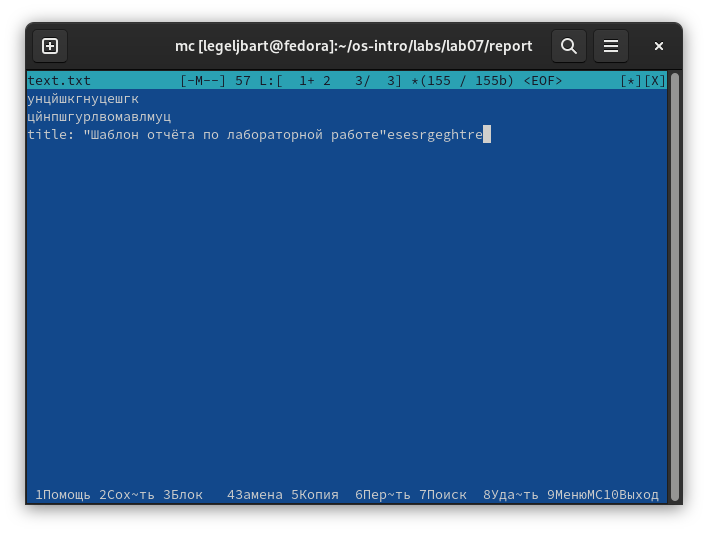 mc [legeljbart@fedora]:~/os-intro/labs/lab07/report
text.txt [-M--] 57 L:[ 1+ 2 3/ 3] *(155 / 155b) <EOF> [*][X]
унцйшкгнуцешгк
цйнпшгурлвомавлмуц
title: "Шаблон отчёта по лабораторной работе"esesrgeghtre
1Помощь 2Сох~ть 3Блок 4Замена 5Копия 6Пер~ть 7Поиск 8Уда~ть 9МенюMC10Выход